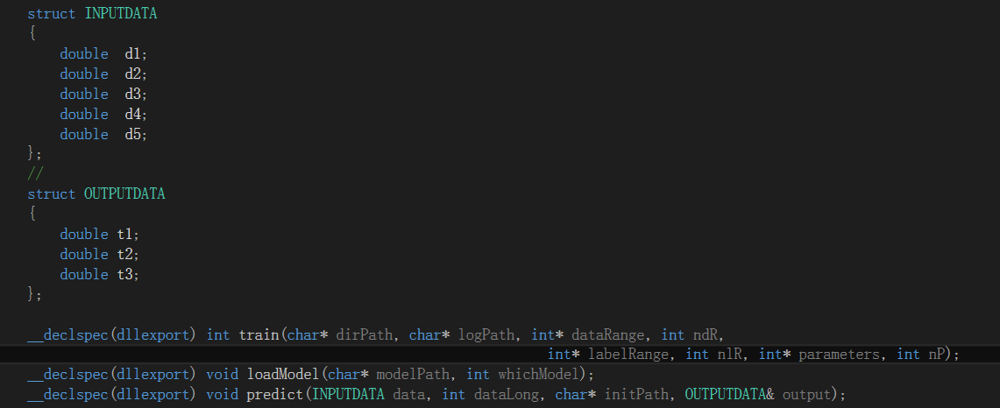 struct INPUTDATA
{
    double  d1;
    double  d2;
    double  d3;
    double  d4;
    double  d5;
};
//
struct OUTPUTDATA
{
    double t1;
    double t2;
    double t3;
};
__declspec(dllexport) int train(char* dirPath, char* logPath, int* dataRange, int ndR,
int* labelRange, int nlR, int* parameters, int nP);
__declspec(dllexport) void loadModel(char* modelPath, int whichModel);
__declspec(dllexport) void predict(INPUTDATA data, int dataLong, char* initPath, OUTPUTDATA& output);